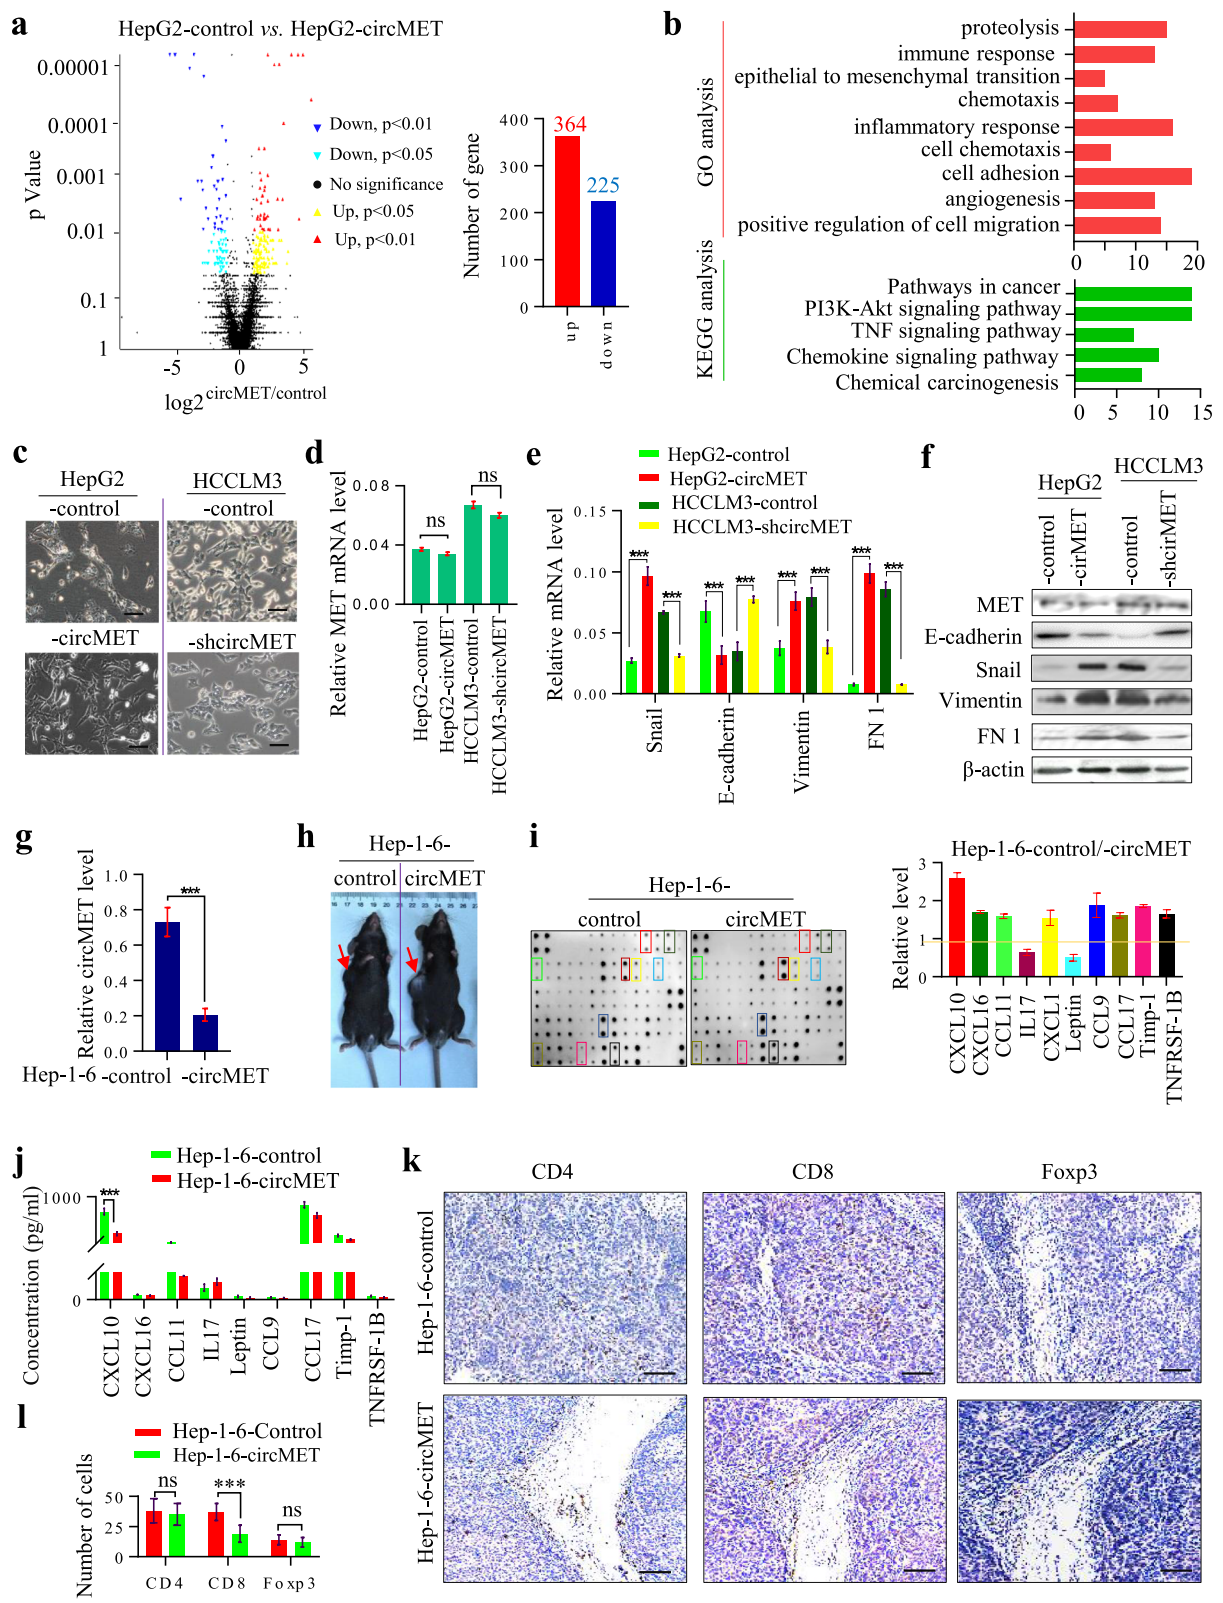 a
HepG2-control vs. HepG2-circMET
p Value
0.00001
0.0001
0.001
0.01
0.1
1
-5
0
5
log2 circMET/control
Down, p<0.01
Down, p<0.05
No significance
Up, p<0.05
Up, p<0.01
Number of gene
400
300
200
100
0
364
225
up
down
b
GO analysis
proteolysis
immune response
epithelial to mesenchymal transition
chemotaxis
inflammatory response
cell chemotaxis
cell adhesion
angiogenesis
positive regulation of cell migration
0 5 10 15 20
KEGG analysis
Pathways in cancer
PI3K-Akt signaling pathway
TNF signaling pathway
Chemokine signaling pathway
Chemical carcinogenesis
0 5 10 15
c
HepG2
HCCLM3
-control
-control
-circMET
-shcircMET
d
Relative MET mRNA level
0.08
0.04
0.00
ns
ns
HepG2-control
HepG2-circMET
HCCLM3-control
HCCLM3-shcircMET
e
HepG2-control
HepG2-circMET
HCCLM3-control
HCCLM3-shcircMET
Relative mRNA level
0.15
0.10
0.05
0.00
*** *** *** *** *** *** *** ***
Snail
E-cadherin
Vimentin
FN 1
f
HepG2
HCCLM3
-control
-cirMET
-control
-shcirMET
MET
E-cadherin
Snail
Vimentin
FN 1
β-actin
g
Relative circMET level
1.0
0.8
0.6
0.4
0.2
0.0
***
Hep-1-6 -control -circMET
h
Hep-1-6-
control circMET
i
Hep-1-6-
control
circMET
Hep-1-6-control/-circMET
Relative level
3
2
1
0
CXCL10
CXCL16
CCL11
IL17
CXCL1
Leptin
CCL9
CCL17
Timp-1
TNFRSF-1B
j
Hep-1-6-control
Hep-1-6-circMET
Concentration (pg/ml)
1000
0
***
CXCL10
CXCL16
CCL11
IL17
Leptin
CCL9
CCL17
Timp-1
TNFRSF-1B
k
CD4
CD8
Foxp3
Hep-1-6-control
Hep-1-6-circMET
l
Hep-1-6-Control
Hep-1-6-circMET
Number of cells
50
25
0
ns
***
ns
CD4
CD8
Foxp3